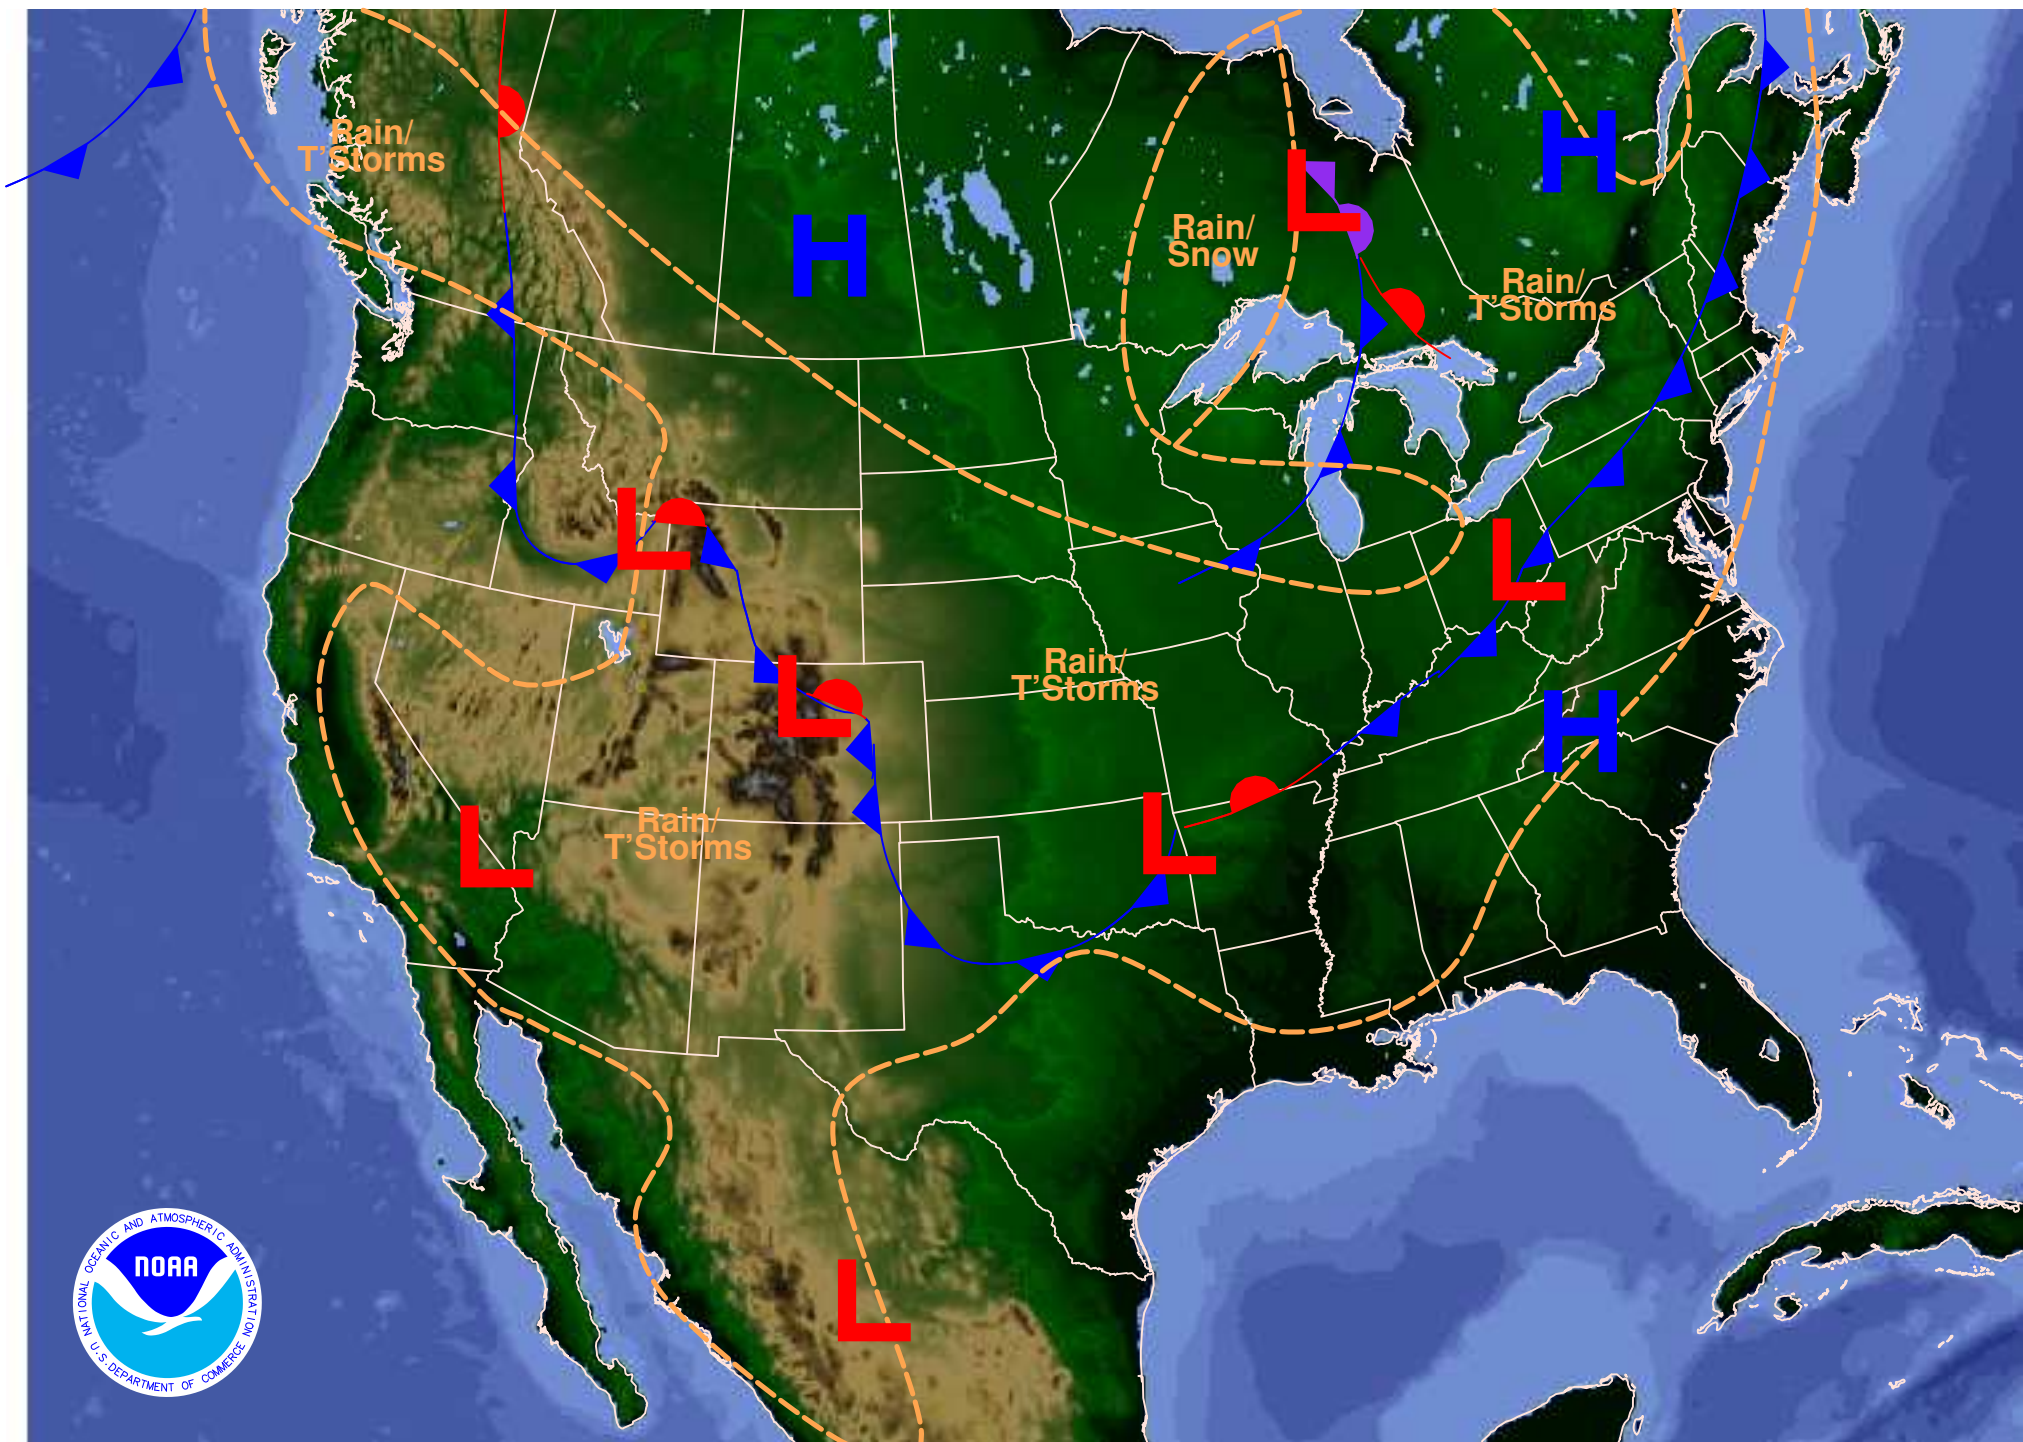 Rain/
T'Storms
H
H
L
Rain/
Snow
Rain/
T'Storms
L
L
Rain/
T'Storms
L
H
L
Rain/
T'Storms
L
L
NATIONAL OCEANIC AND ATMOSPHERIC ADMINISTRATION
NOAA
U.S. DEPARTMENT OF COMMERCE